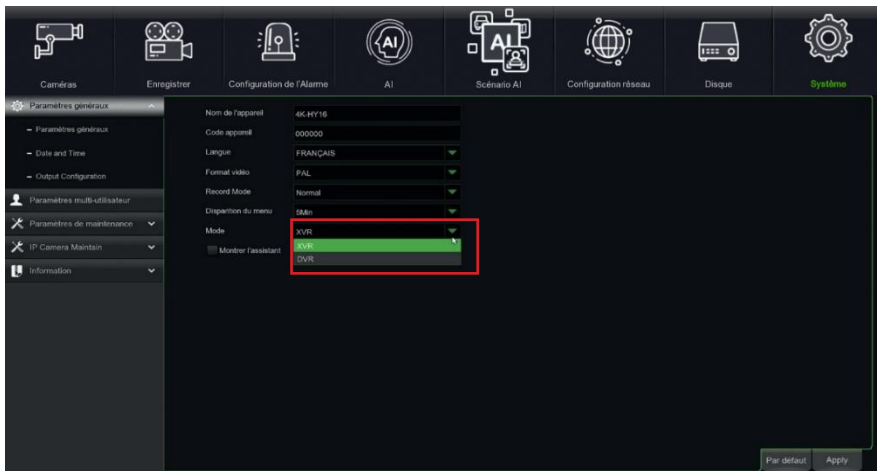 AI
AI
Caméras
Enregistrer
Configuration de l'Alarme
AI
Scénario AI
Configuration réseau
Disque
Système
Paramètres généraux
– Paramètres généraux
– Date and Time
– Output Configuration
Paramètres multi-utilisateur
Paramètres de maintenance
IP Camera Maintain
Information
Nom de l'appareil 4K-HY16
Code appareil 000000
Langue FRANÇAIS
Format vidéo PAL
Record Mode Normal
Disparition du menu 5Min
Mode XVR
XVR
DVR
Montrer l'assistant
Par défaut Apply